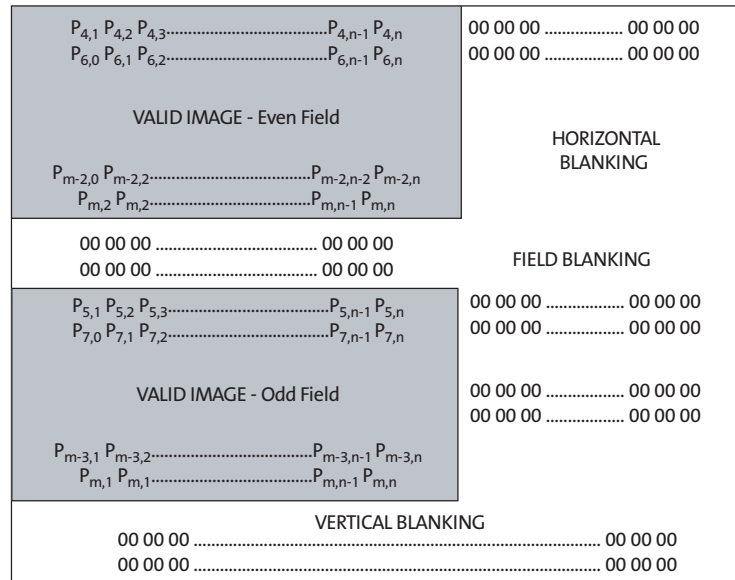 P4,1 P4,2 P4,3.....................................P4,n-1 P4,n 00 00 00 .................. 00 00 00
P6,0 P6,1 P6,2.....................................P6,n-1 P6,n 00 00 00 .................. 00 00 00
VALID IMAGE - Even Field
HORIZONTAL
BLANKING
Pm-2,0 Pm-2,2.....................................Pm-2,n-2 Pm-2,n
Pm,2 Pm,2.....................................Pm,n-1 Pm,n
00 00 00 ..................................... 00 00 00
00 00 00 ..................................... 00 00 00
FIELD BLANKING
P5,1 P5,2 P5,3.....................................P5,n-1 P5,n 00 00 00 .................. 00 00 00
P7,0 P7,1 P7,2.....................................P7,n-1 P7,n 00 00 00 .................. 00 00 00
VALID IMAGE - Odd Field
00 00 00 .................. 00 00 00
00 00 00 .................. 00 00 00
Pm-3,1 Pm-3,2.....................................Pm-3,n-1 Pm-3,n
Pm,1 Pm,1.....................................Pm,n-1 Pm,n
VERTICAL BLANKING
00 00 00 ............................................................................................... 00 00 00
00 00 00 ............................................................................................... 00 00 00